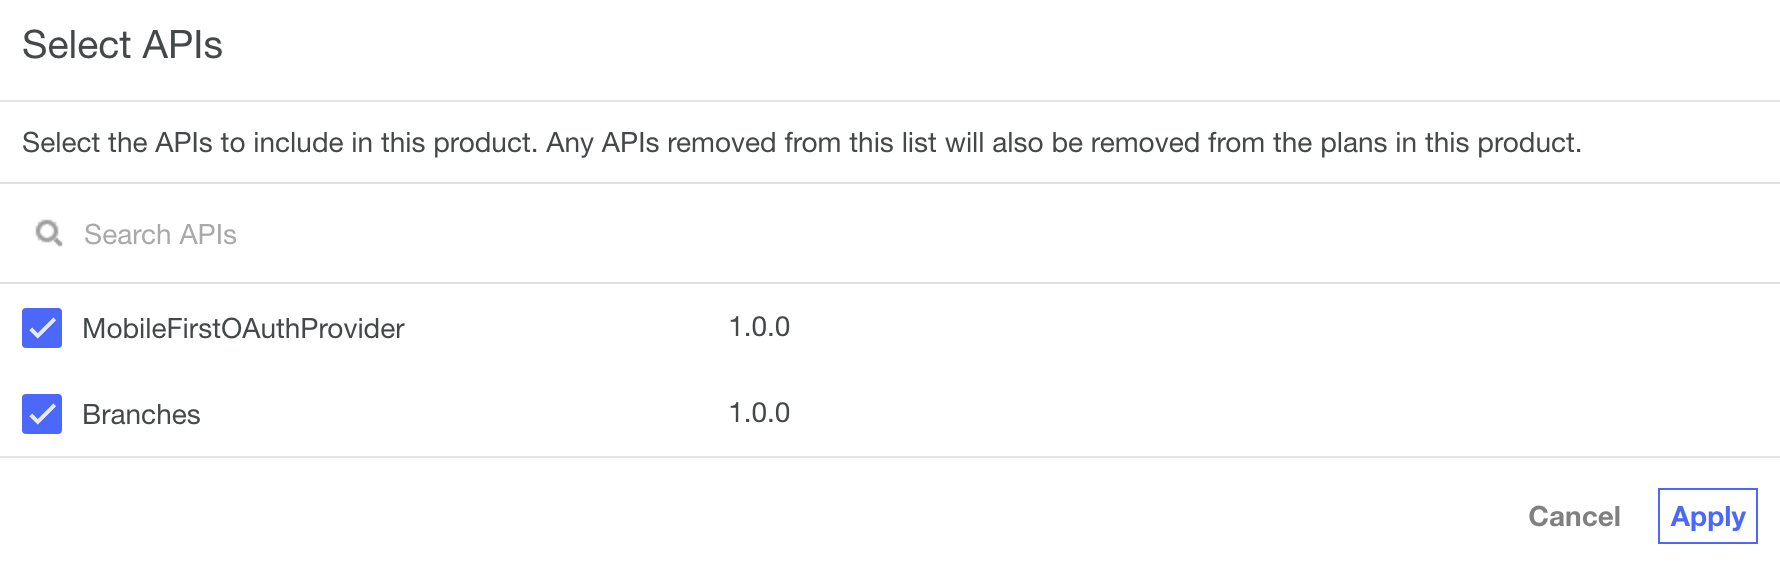 Select APIs
Select the APIs to include in this product. Any APIs removed from this list will also be removed from the plans in this product.
Search APIs
MobileFirstOAuthProvider 1.0.0
Branches 1.0.0
Cancel Apply